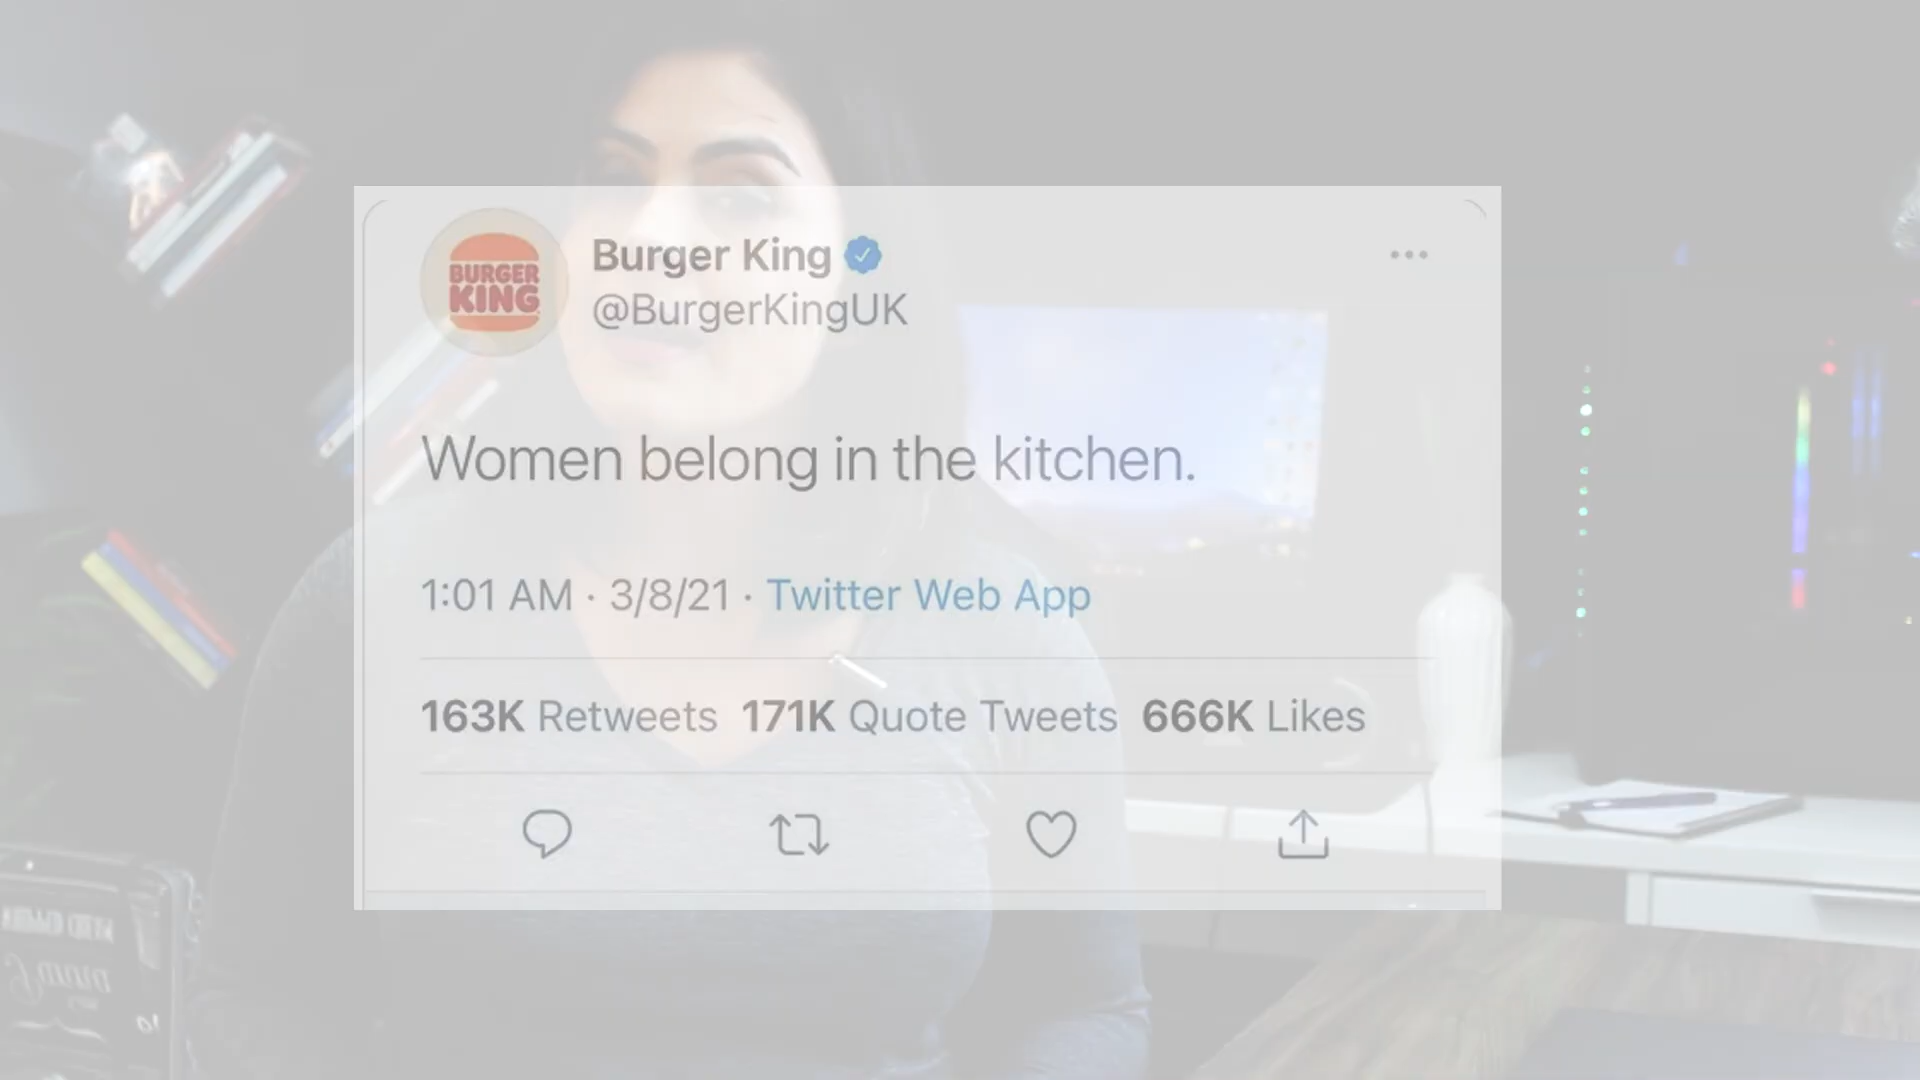 BURGER
KING
Burger King
@BurgerKingUK
Women belong in the kitchen.
1:01 AM · 3/8/21 · Twitter Web App
163K Retweets 171K Quote Tweets 666K Likes